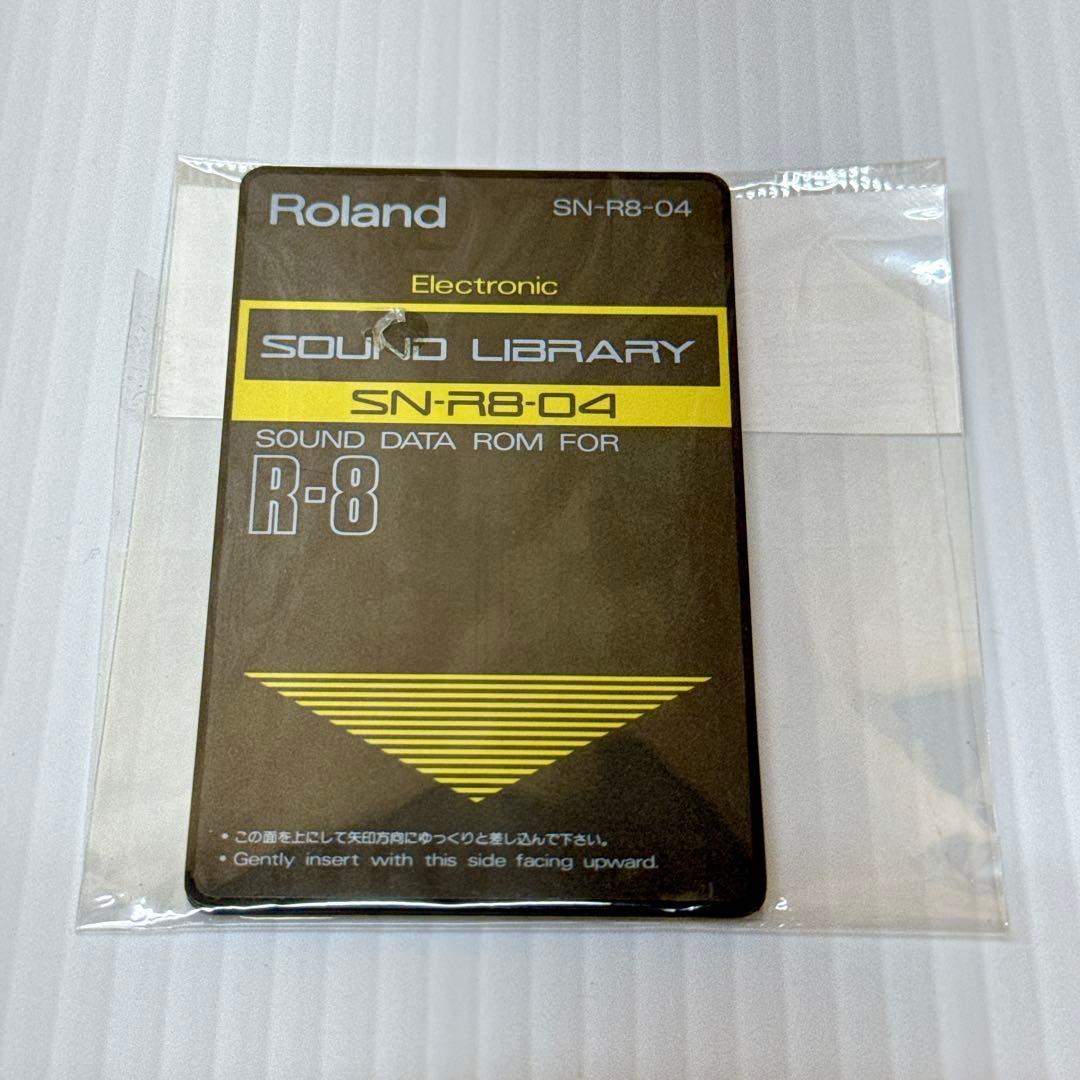 Roland SN-R8-04
Electronic
SOUND LIBRARY
SN-R8-04
SOUND DATA ROM FOR
R-8
• この面を上にして矢印方向にゆっくりと差し込んで下さい。
• Gently insert with this side facing upward.